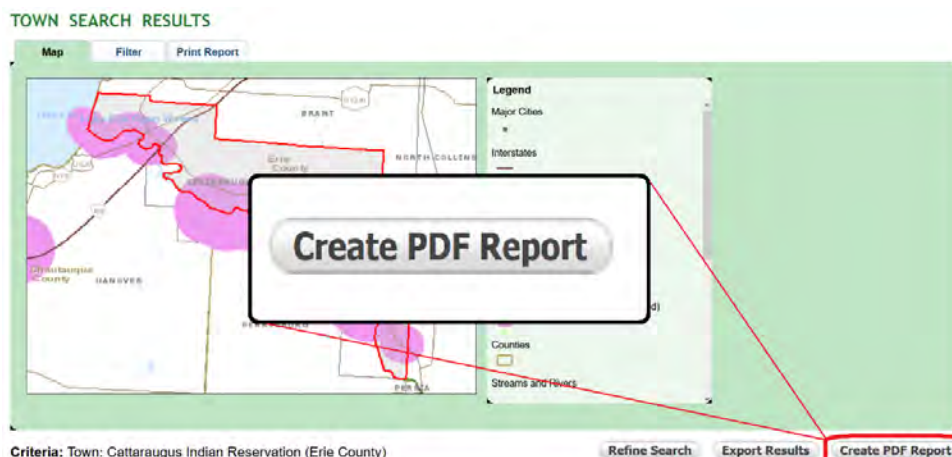 TOWN SEARCH RESULTS
Map Filter Print Report
Legend
Major Cities
Interstates
BRANT
NORTH COLLINS
Erie
County
Create PDF Report
Chautauqua
County
HANOVER
Counties
Streams and Rivers
Criteria: Town: Cattaraugus Indian Reservation (Erie County)
Refine Search Export Results Create PDF Report